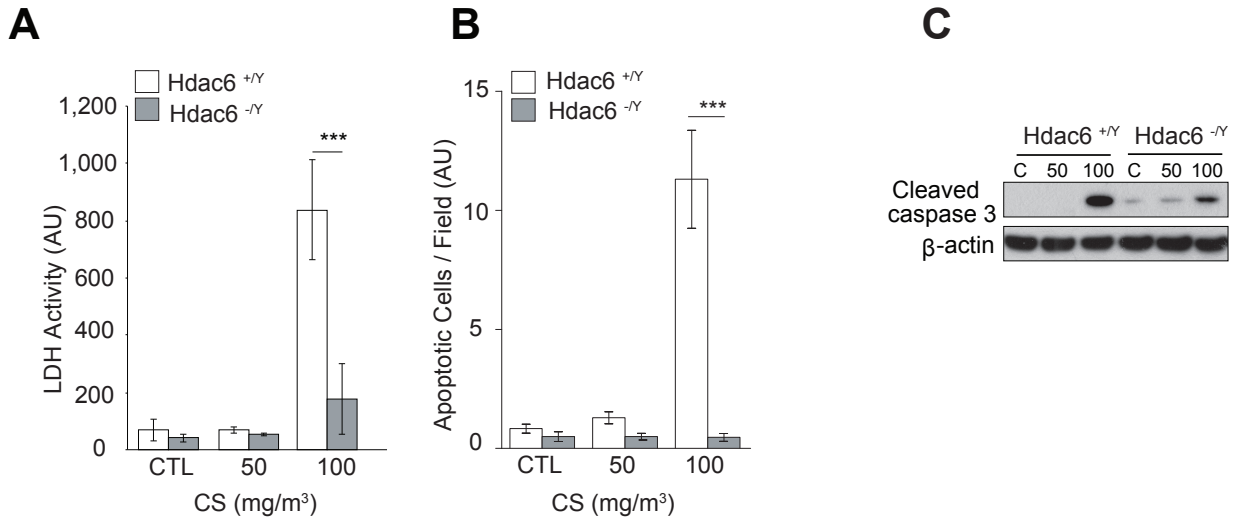 A
Hdac6 +/Y
Hdac6 -/Y
LDH Activity (AU)
1,200
1,000
800
600
400
200
0
***
CTL 50 100
CS (mg/m³)
B
Hdac6 +/Y
Hdac6 -/Y
Apoptotic Cells / Field (AU)
15
10
5
0
***
CTL 50 100
CS (mg/m³)
C
Hdac6 +/Y Hdac6 -/Y
C 50 100 C 50 100
Cleaved
caspase 3
β-actin